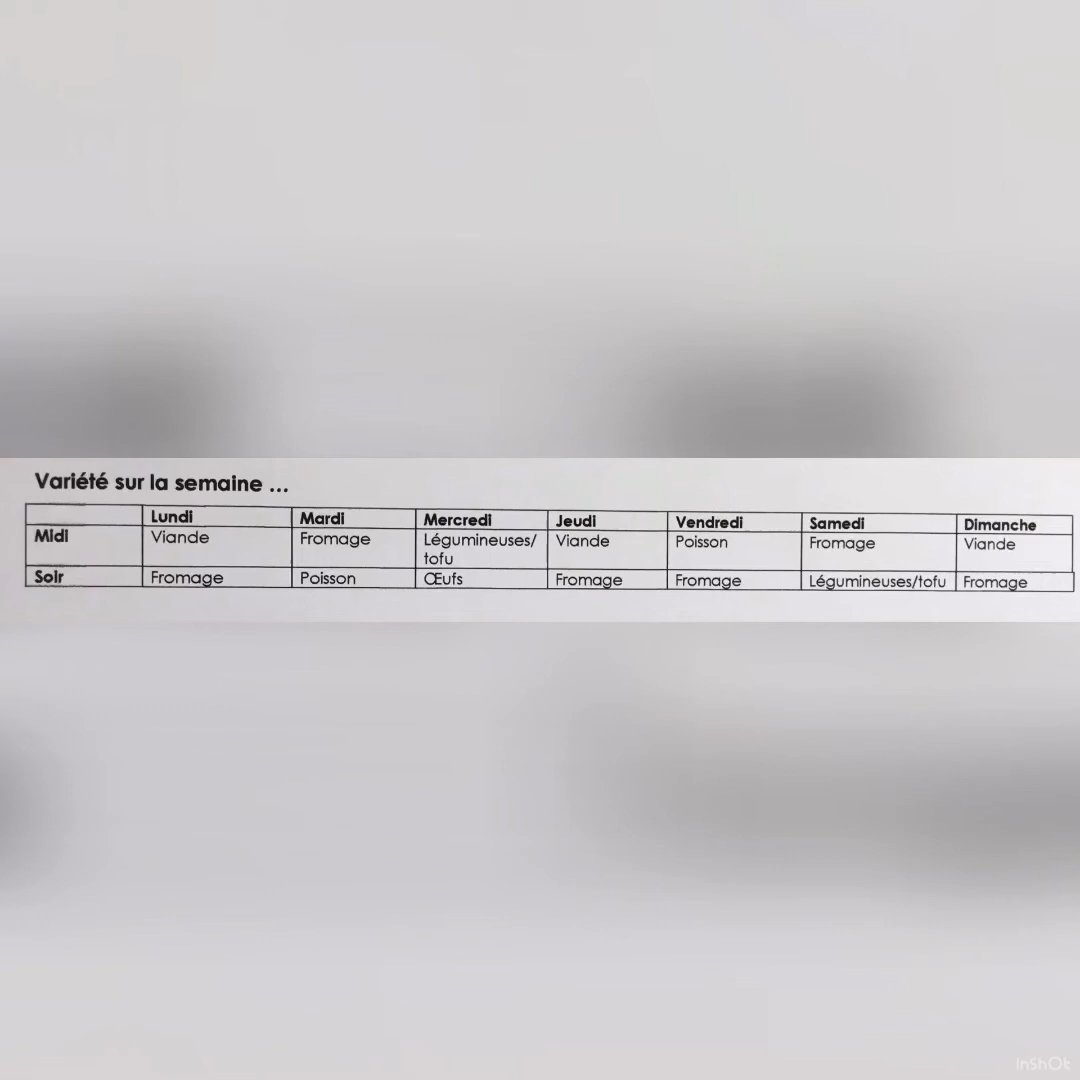 Variété sur la semaine ...
Lundi Mardi Mercredi Jeudi Vendredi Samedi Dimanche
Midi Viande Fromage Légumineuses/ Viande Poisson Fromage Viande
tofu
Soir Fromage Poisson Œufs Fromage Fromage Légumineuses/tofu Fromage
InShOt